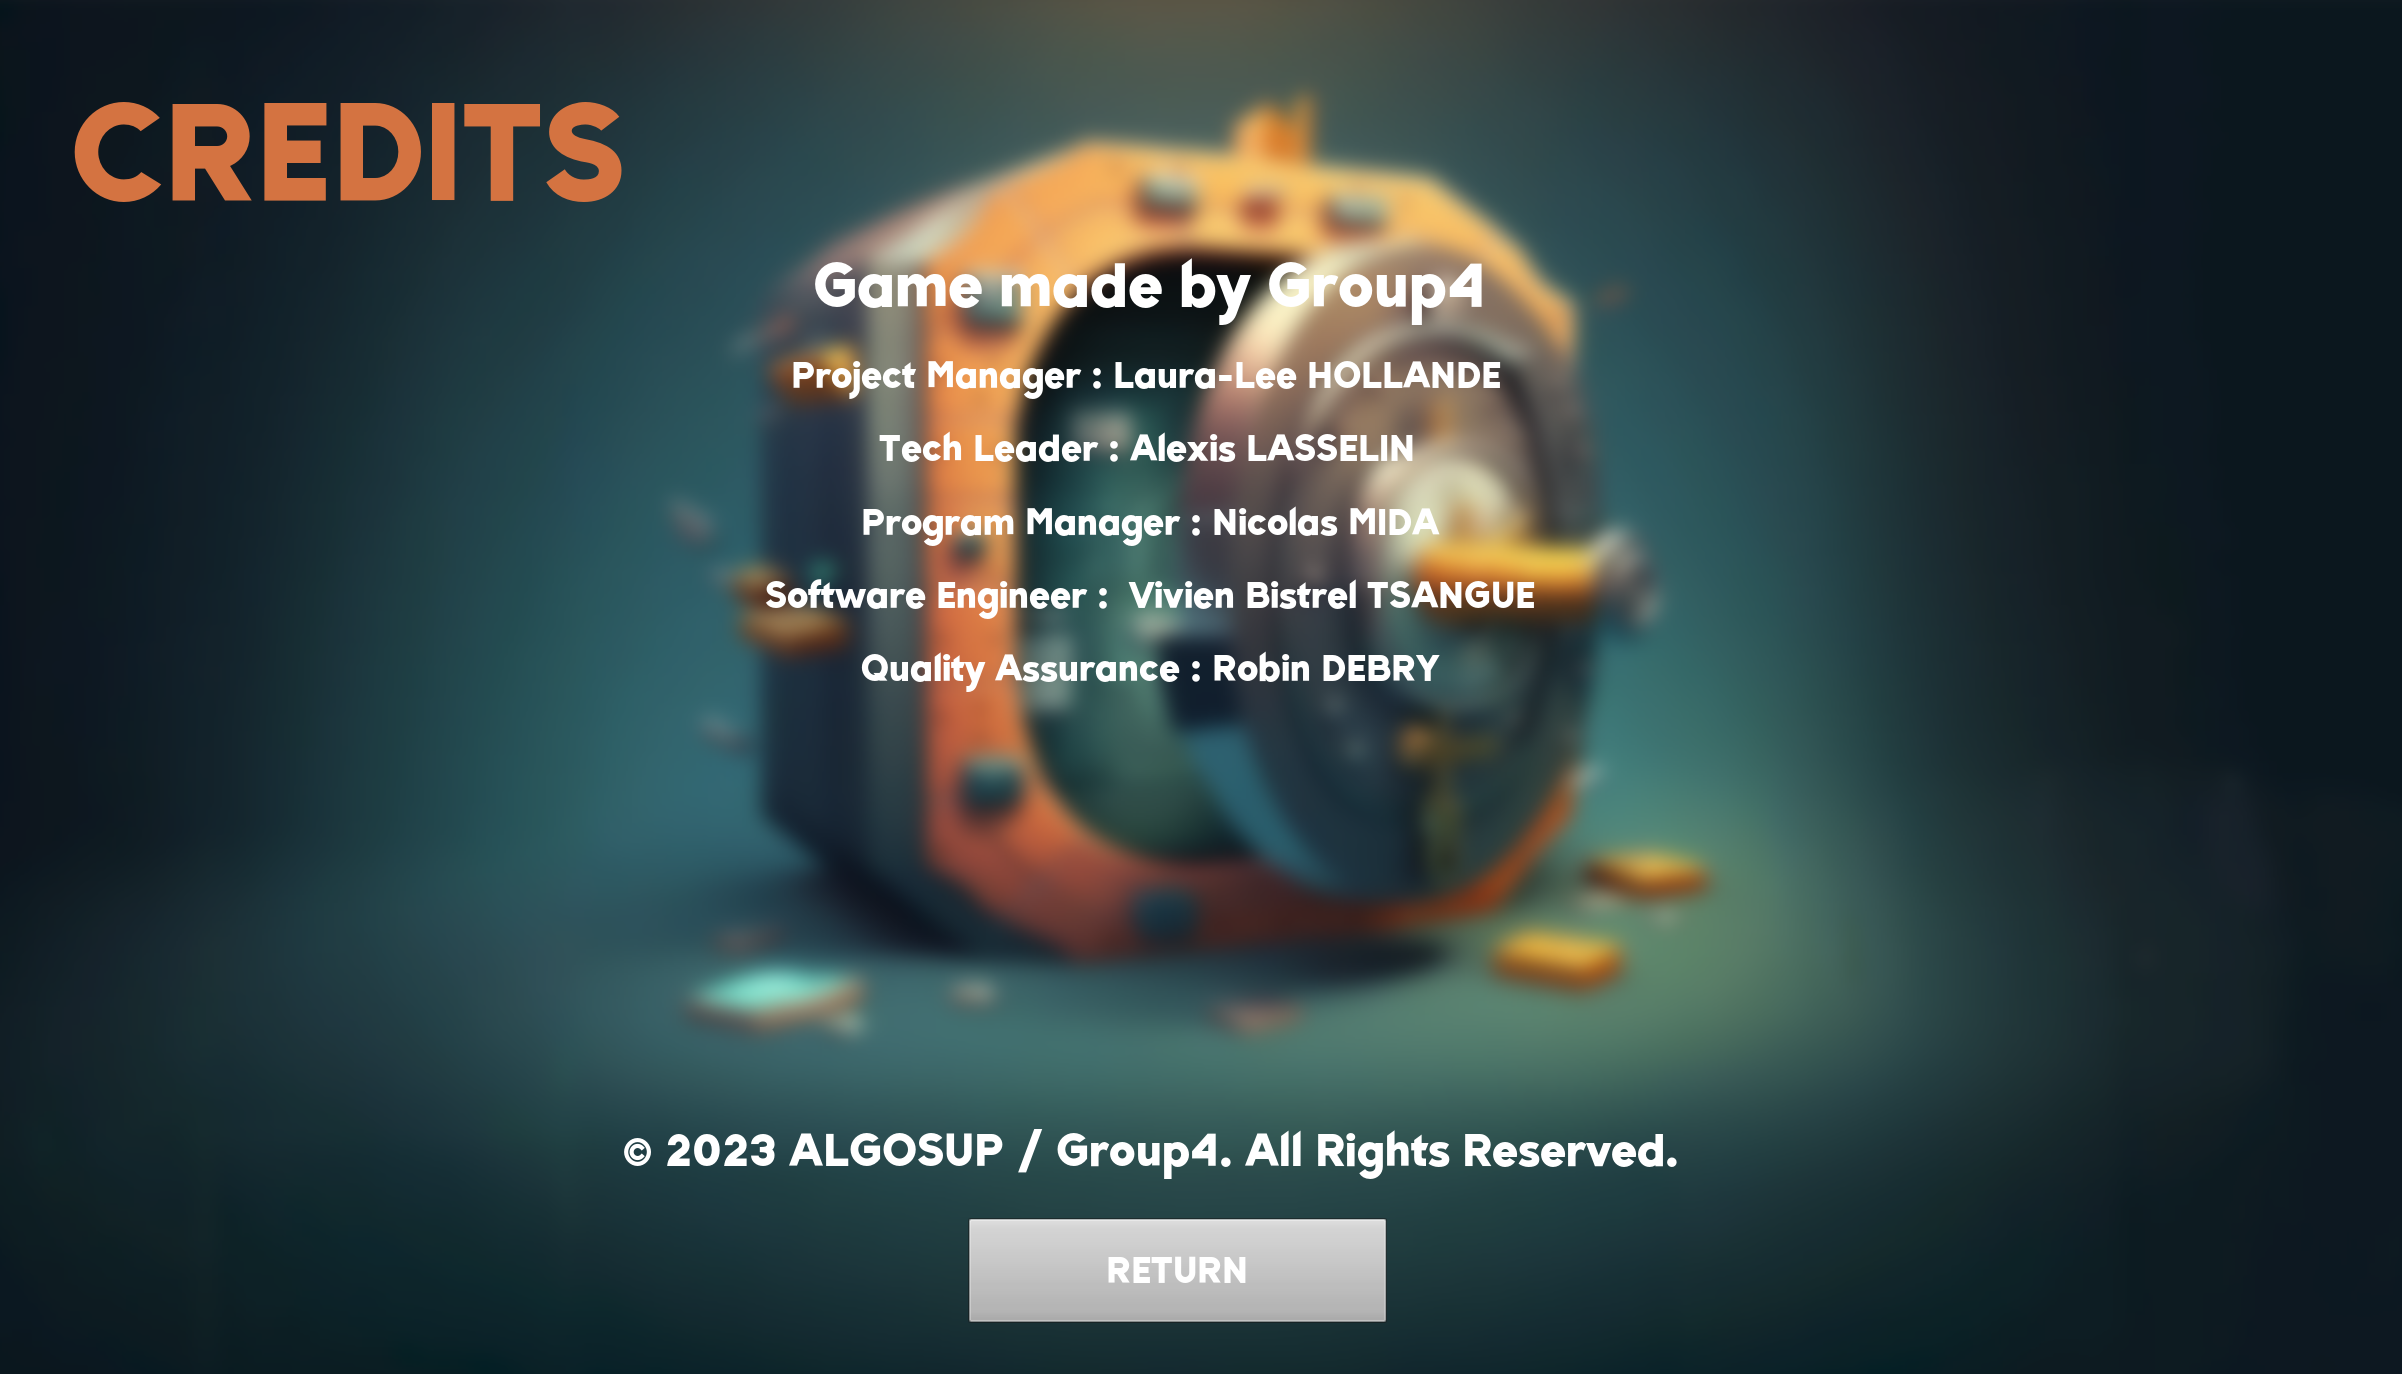 CREDITS
Game made by Group4
Project Manager : Laura-Lee HOLLANDE
Tech Leader : Alexis LASSELIN
Program Manager : Nicolas MIDA
Software Engineer :  Vivien Bistrel TSANGUE
Quality Assurance : Robin DEBRY
© 2023 ALGOSUP / Group4. All Rights Reserved.
RETURN